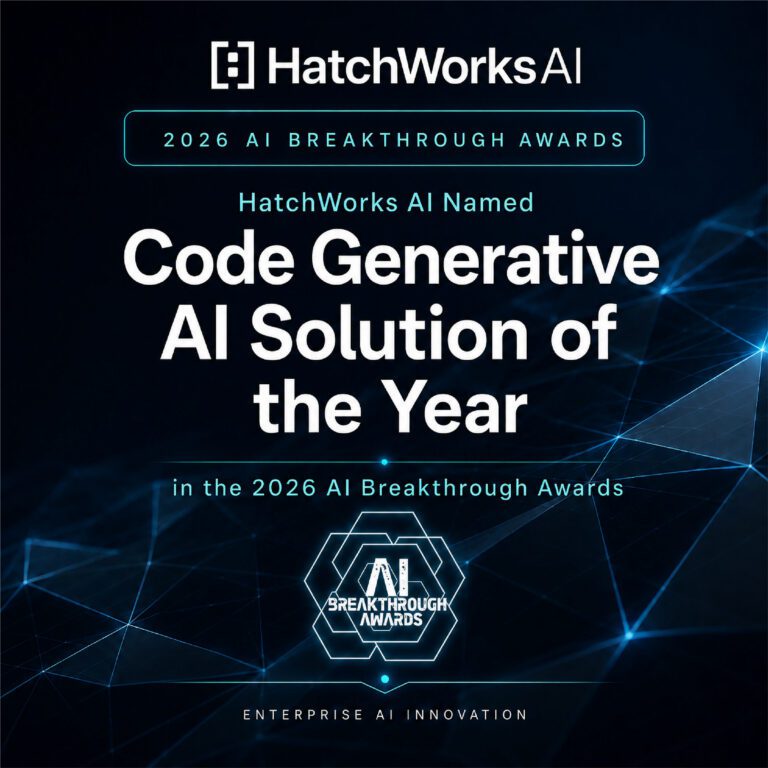 HatchWorks AI
2026 AI BREAKTHROUGH AWARDS
HatchWorks AI Named
Code Generative
AI Solution of
the Year
in the 2026 AI Breakthrough Awards
AI
BREAKTHROUGH
AWARDS
ENTERPRISE AI INNOVATION